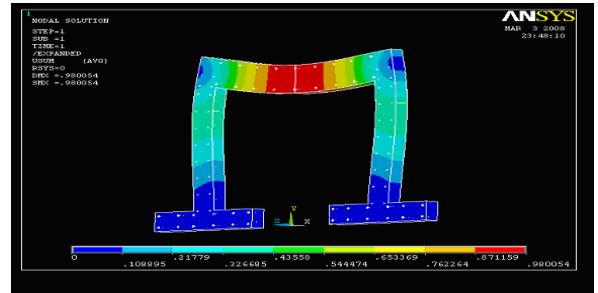 1
NODAL SOLUTION
STEP=1
SUB =1
TIME=1
/EXPANDED
USUM (AVG)
RSYS=0
DMX =.980054
SMX =.980054
ANSYS
MAR 3 2008
23:48:10
Y
Z X
0 .21779 .43558 .653369 .871159
.108895 .326685 .544474 .762264 .980054